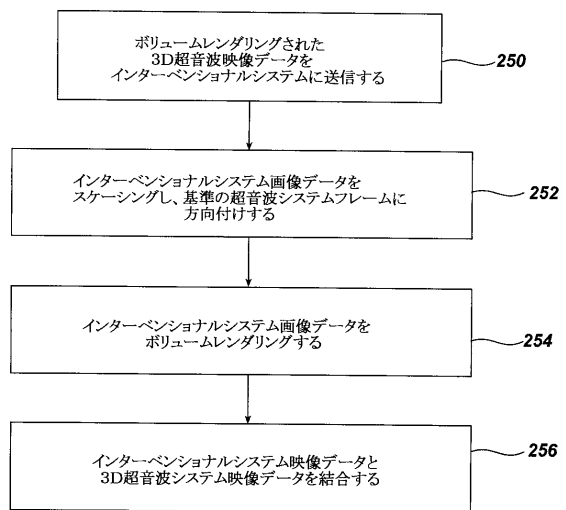 ボリュームレンダリングされた
3D超音波映像データを
インターベンショナルシステムに送信する
250
インターベンショナルシステム画像データを
スケーシングし、基準の超音波システムフレームに
方向付けする
252
インターベンショナルシステム画像データを
ボリュームレンダリングする
254
インターベンショナルシステム映像データと
3D超音波システム映像データを結合する
256